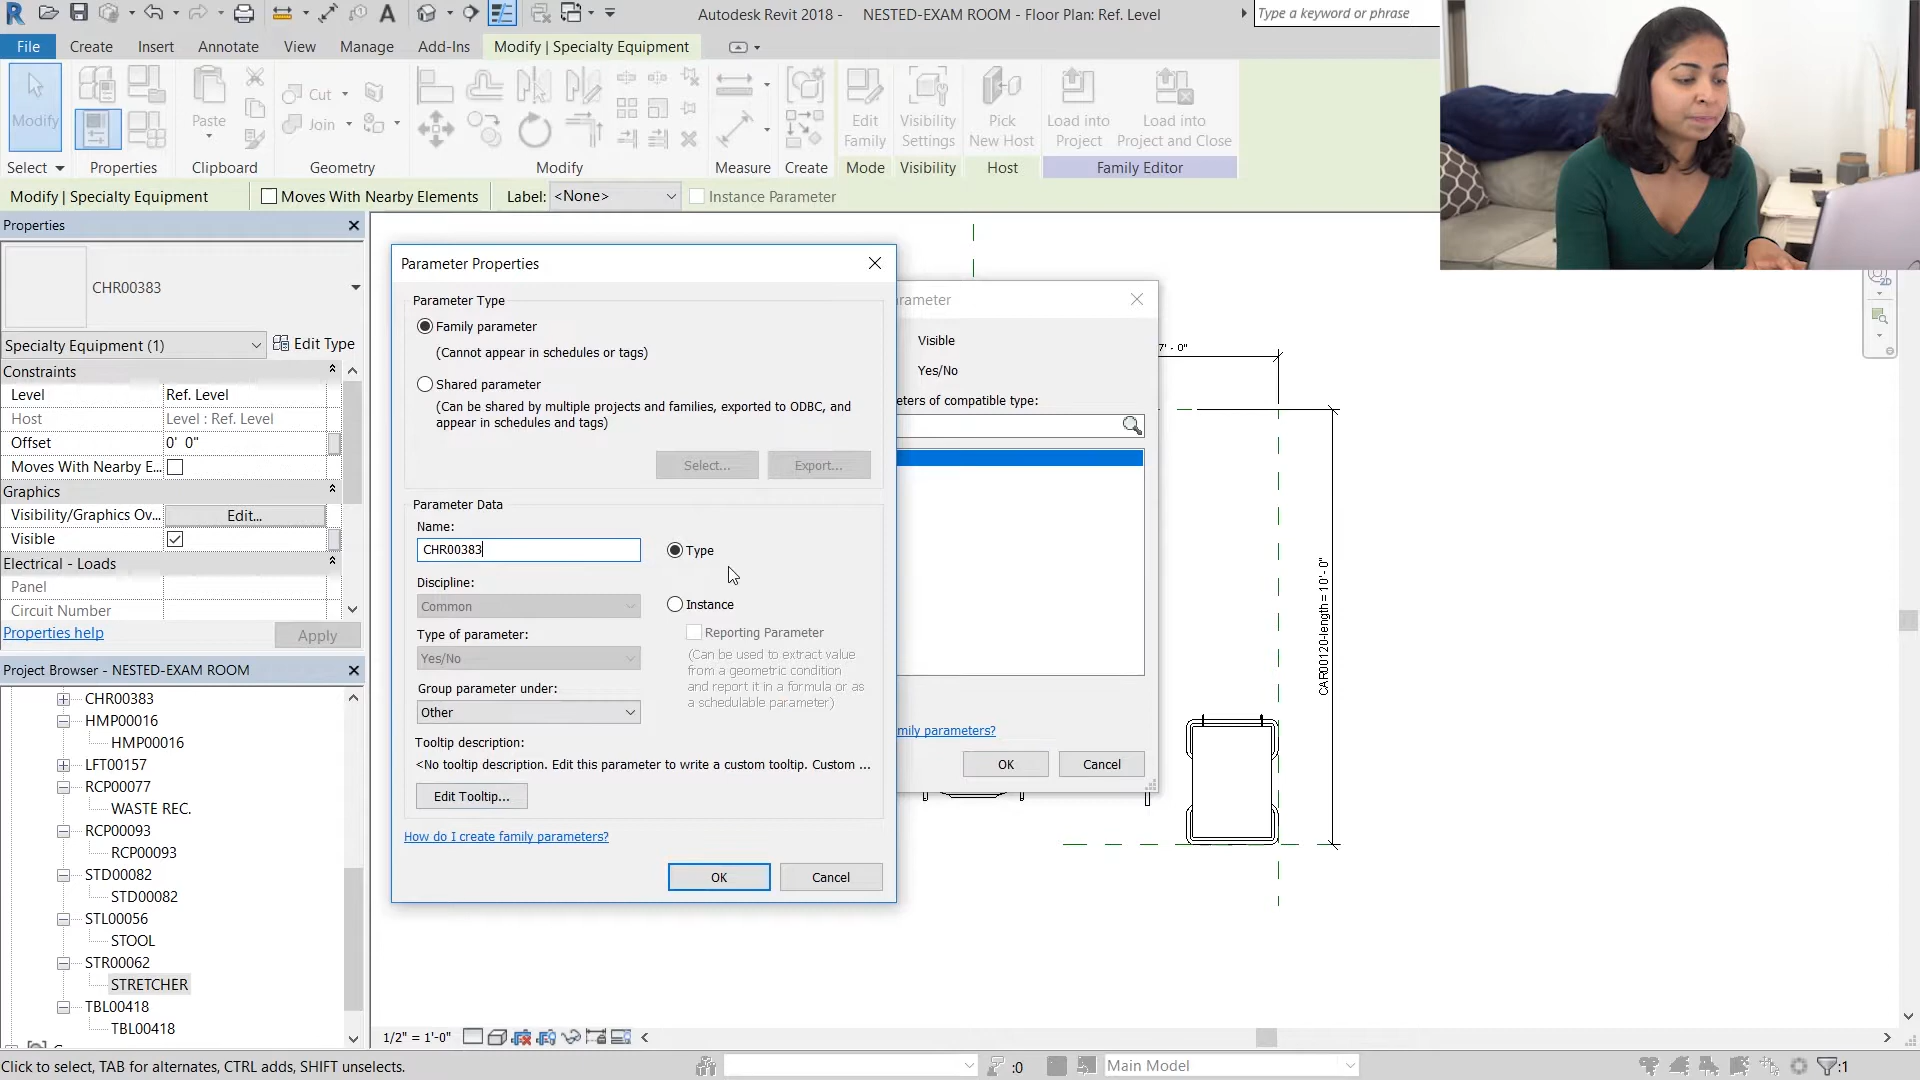 Autodesk Revit 2018 - NESTED-EXAM ROOM - Floor Plan: Ref. Level
Type a keyword or phrase
File Create Insert Annotate View Manage Add-Ins Modify | Specialty Equipment
Modify
Paste
Cut
Join
Edit Family
Visibility Settings
Pick New Host
Load into Project
Load into Project and Close
Select Properties Clipboard Geometry Modify Measure Create Mode Visibility Host Family Editor
Modify | Specialty Equipment Moves With Nearby Elements Label: <None> Instance Parameter
Properties
CHR00383
Specialty Equipment (1) Edit Type
Constraints
Level Ref. Level
Host Level : Ref. Level
Offset 0' 0"
Moves With Nearby E...
Graphics
Visibility/Graphics Ov... Edit...
Visible
Electrical - Loads
Panel
Circuit Number
Properties help Apply
Project Browser - NESTED-EXAM ROOM
CHR00383
HMP00016
HMP00016
LFT00157
RCP00077
WASTE REC.
RCP00093
RCP00093
STD00082
STD00082
STL00056
STOOL
STR00062
STRETCHER
TBL00418
TBL00418
Parameter Properties
Parameter Type
Family parameter
(Cannot appear in schedules or tags)
Shared parameter
(Can be shared by multiple projects and families, exported to ODBC, and
appear in schedules and tags)
Select... Export...
Parameter Data
Name:
CHR00383
Type
Discipline:
Common
Instance
Type of parameter:
Yes/No
Reporting Parameter
(Can be used to extract value
from a geometric condition
and report it in a formula or as
a schedulable parameter)
Group parameter under:
Other
Tooltip description:
<No tooltip description. Edit this parameter to write a custom tooltip. Custom ...
Edit Tooltip...
How do I create family parameters?
OK Cancel
arameter
Visible
Yes/No
eters of compatible type:
mily parameters?
OK Cancel
7' - 0"
CAR00120-length = 10' - 0"
2D
1/2" = 1'-0"
Click to select, TAB for alternates, CTRL adds, SHIFT unselects.
:0
Main Model
:1